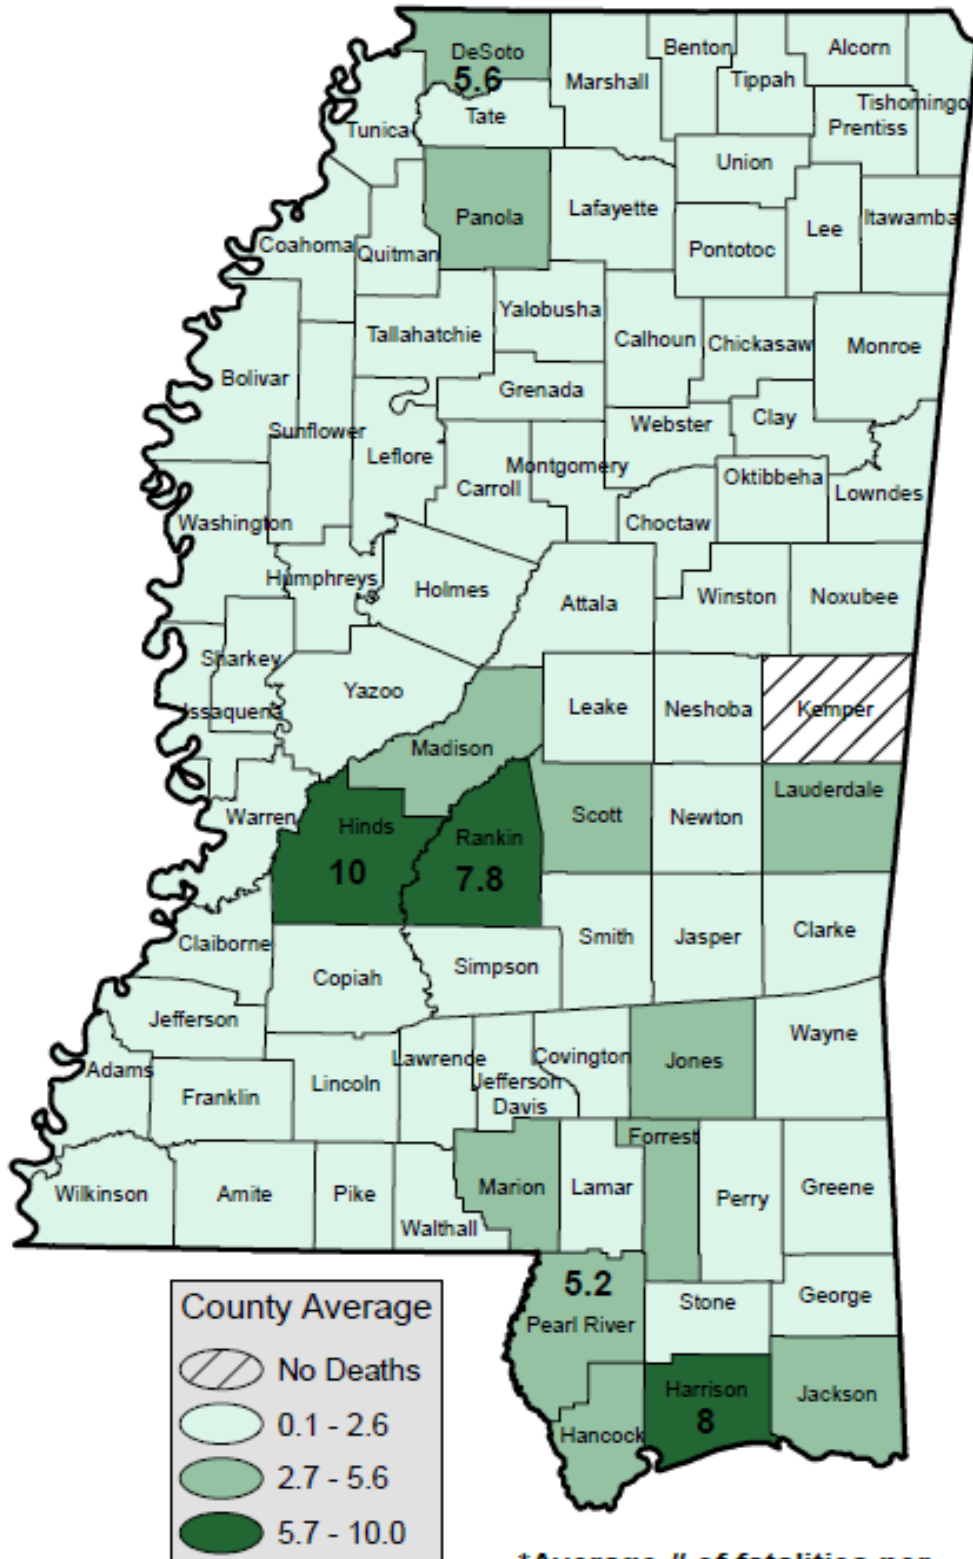 DeSoto
5.6
Marshall
Benton
Tippah
Alcorn
Tishomingo
Prentiss
Tunica
Tate
Union
Panola
Lafayette
Pontotoc
Lee
Itawamba
Coahoma
Quitman
Tallahatchie
Yalobusha
Calhoun
Chickasaw
Monroe
Bolivar
Sunflower
Grenada
Leflore
Carroll
Montgomery
Webster
Clay
Oktibbeha
Lowndes
Choctaw
Washington
Humphreys
Holmes
Attala
Winston
Noxubee
Sharkey
Issaquena
Yazoo
Leake
Neshoba
Kemper
Madison
Warren
Hinds
10
Rankin
7.8
Scott
Newton
Lauderdale
Claiborne
Copiah
Simpson
Smith
Jasper
Clarke
Jefferson
Adams
Franklin
Lincoln
Lawrence
Jefferson
Davis
Covington
Jones
Wayne
Wilkinson
Amite
Pike
Walthall
Marion
Lamar
Forrest
Perry
Greene
5.2
Pearl River
Stone
George
Hancock
Harrison
8
Jackson
County Average
No Deaths
0.1 - 2.6
2.7 - 5.6
5.7 - 10.0
*Average # of fatalities per